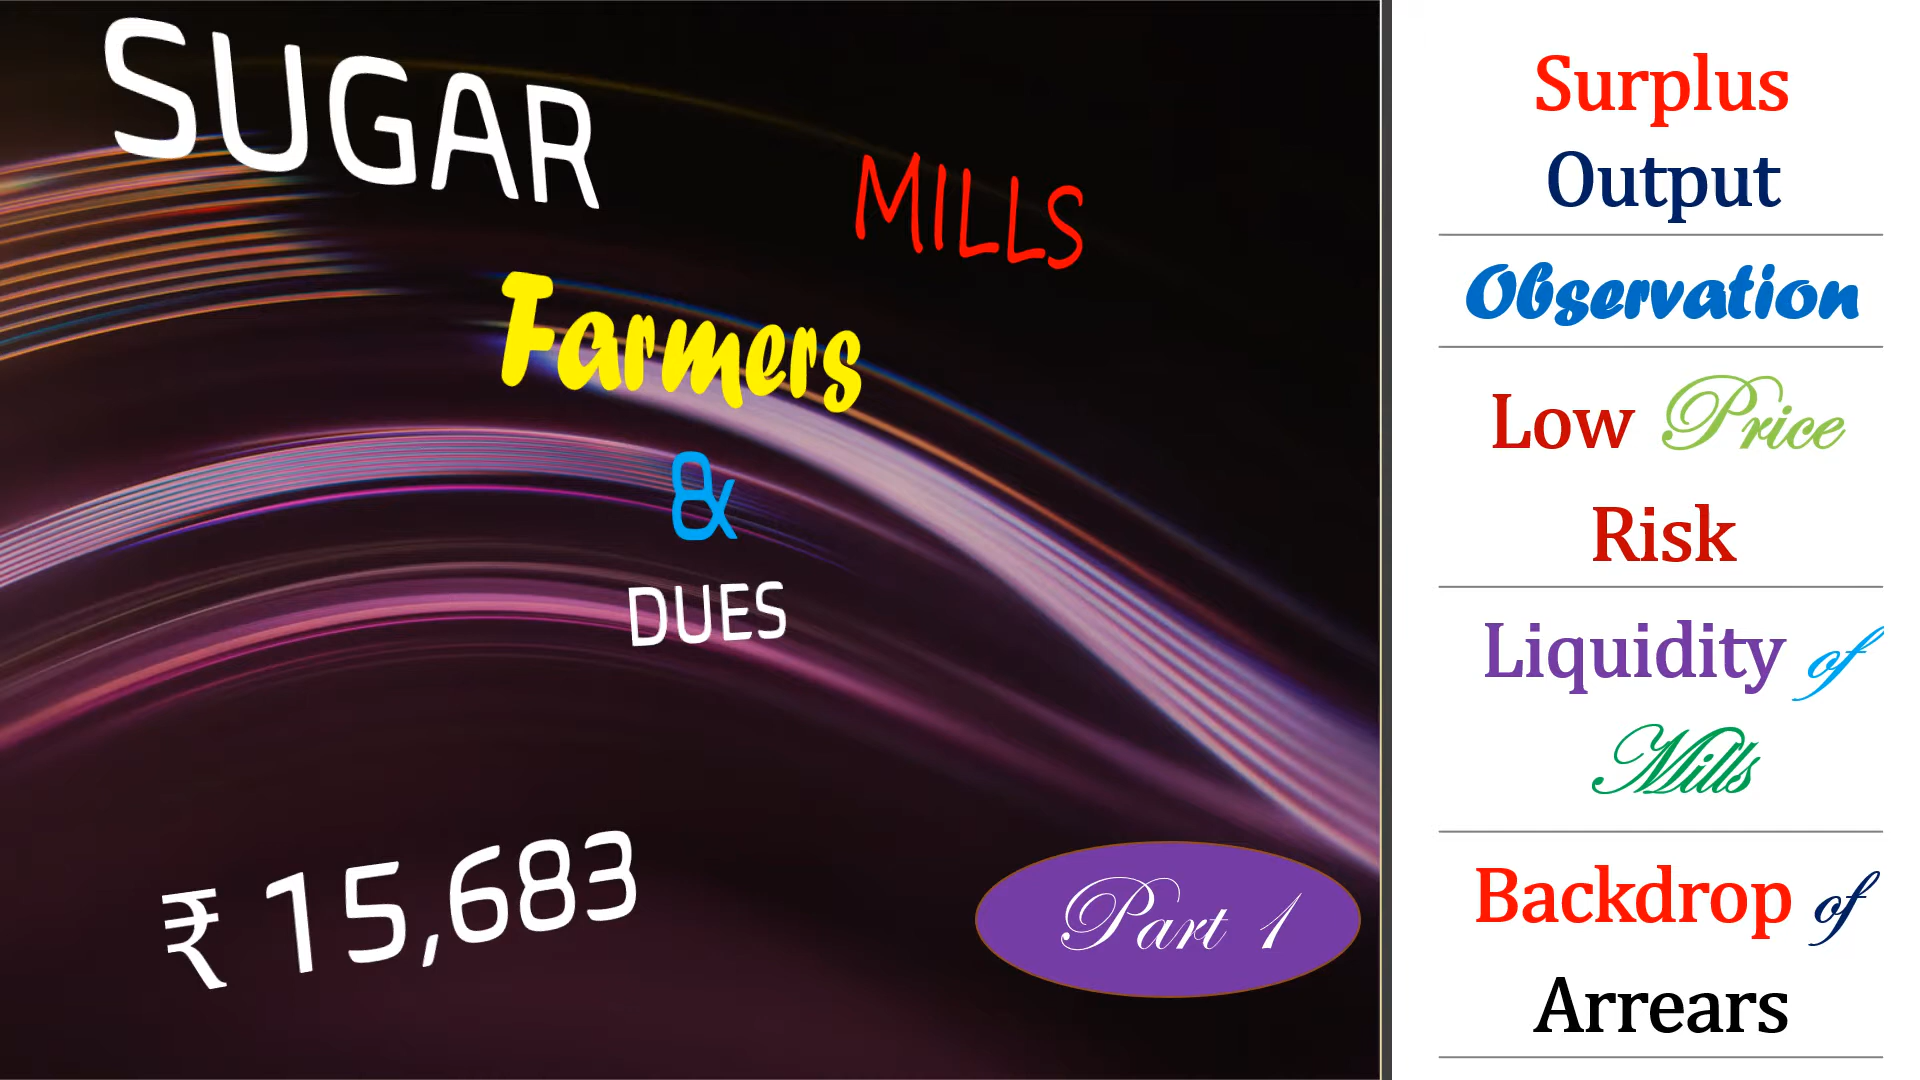 SUGAR
MILLS
Farmers
&
DUES
₹ 15,683
Part 1
Surplus
Output
Observation
Low Price
Risk
Liquidity of
Mills
Backdrop of
Arrears